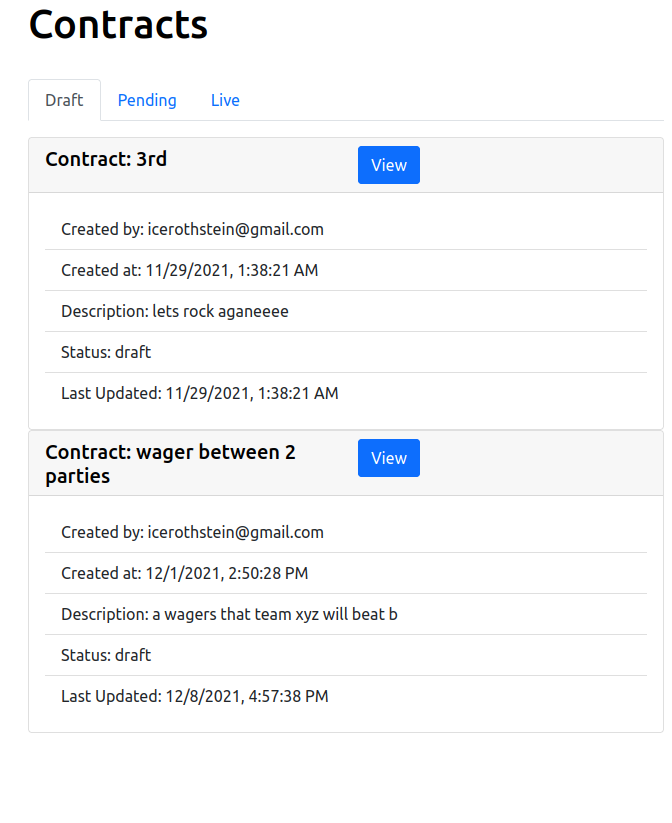 Contracts
Draft Pending Live
Contract: 3rd View
Created by: icerothstein@gmail.com
Created at: 11/29/2021, 1:38:21 AM
Description: lets rock aganeeee
Status: draft
Last Updated: 11/29/2021, 1:38:21 AM
Contract: wager between 2 View
parties
Created by: icerothstein@gmail.com
Created at: 12/1/2021, 2:50:28 PM
Description: a wagers that team xyz will beat b
Status: draft
Last Updated: 12/8/2021, 4:57:38 PM